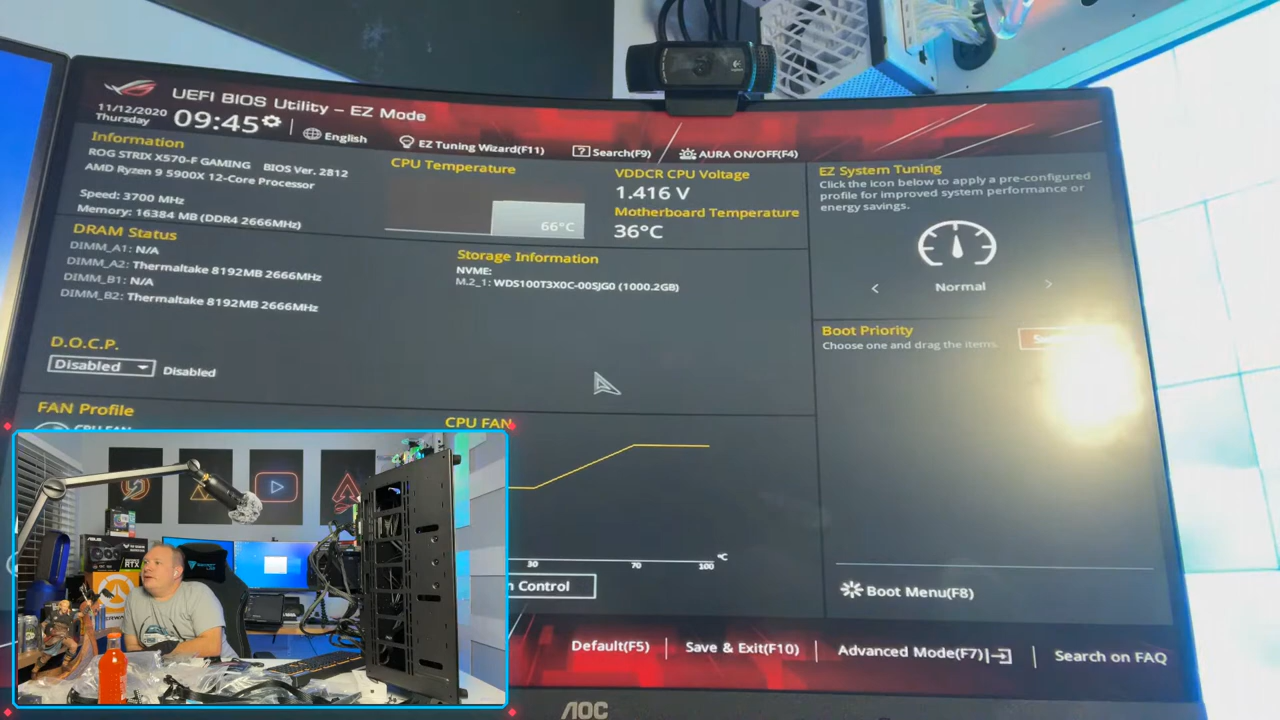 UEFI BIOS Utility – EZ Mode
11/12/2020
Thursday
09:45
English
EZ Tuning Wizard(F11)
Search(F9)
AURA ON/OFF(F4)
Information
ROG STRIX X570-F GAMING BIOS Ver. 2812
AMD Ryzen 9 5900X 12-Core Processor
Speed: 3700 MHz
Memory: 16384 MB (DDR4 2666MHz)
CPU Temperature
66°C
VDDCR CPU Voltage
1.416 V
Motherboard Temperature
36°C
EZ System Tuning
Click the icon below to apply a pre-configured
profile for improved system performance or
energy savings.
Normal
DRAM Status
DIMM_A1: N/A
DIMM_A2: Thermaltake 8192MB 2666MHz
DIMM_B1: N/A
DIMM_B2: Thermaltake 8192MB 2666MHz
Storage Information
NVME:
M.2_1: WDS100T3X0C-00SJG0 (1000.2GB)
D.O.C.P.
Disabled
Disabled
Boot Priority
Choose one and drag the items.
FAN Profile
CPU FAN
CPU FAN
°C
30 70 100
Control
Boot Menu(F8)
Default(F5)
Save & Exit(F10)
Advanced Mode(F7)
Search on FAQ
AOC
RTX